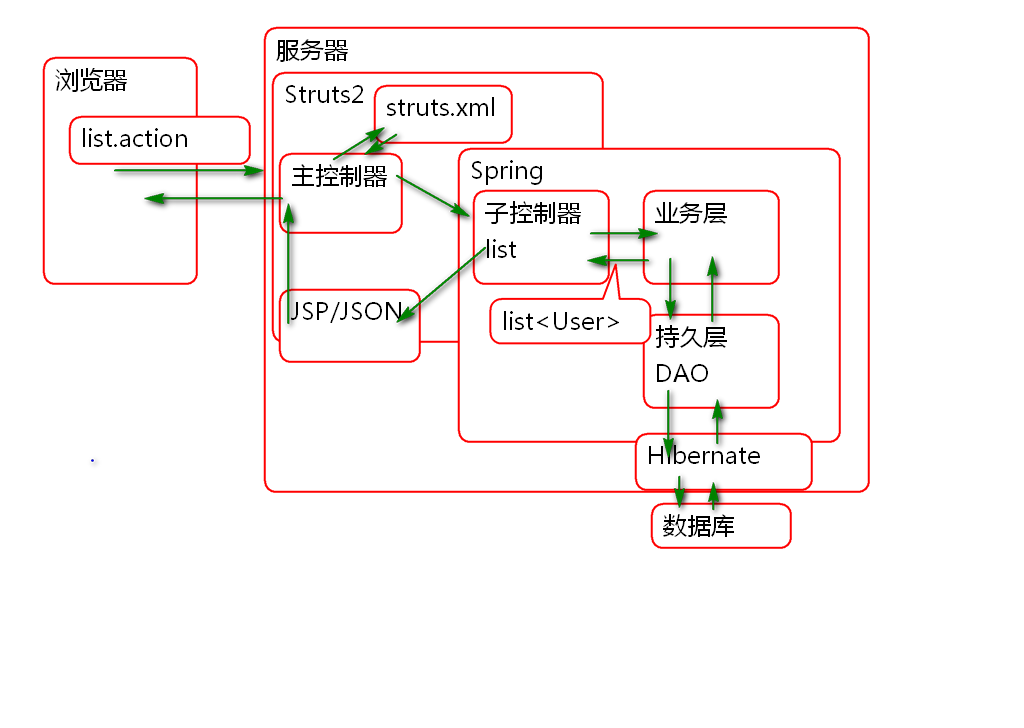 服务器
浏览器
Struts2
struts.xml
list.action
主控制器
Spring
子控制器
list
业务层
JSP/JSON
list<User>
持久层
DAO
Hibernate
数据库